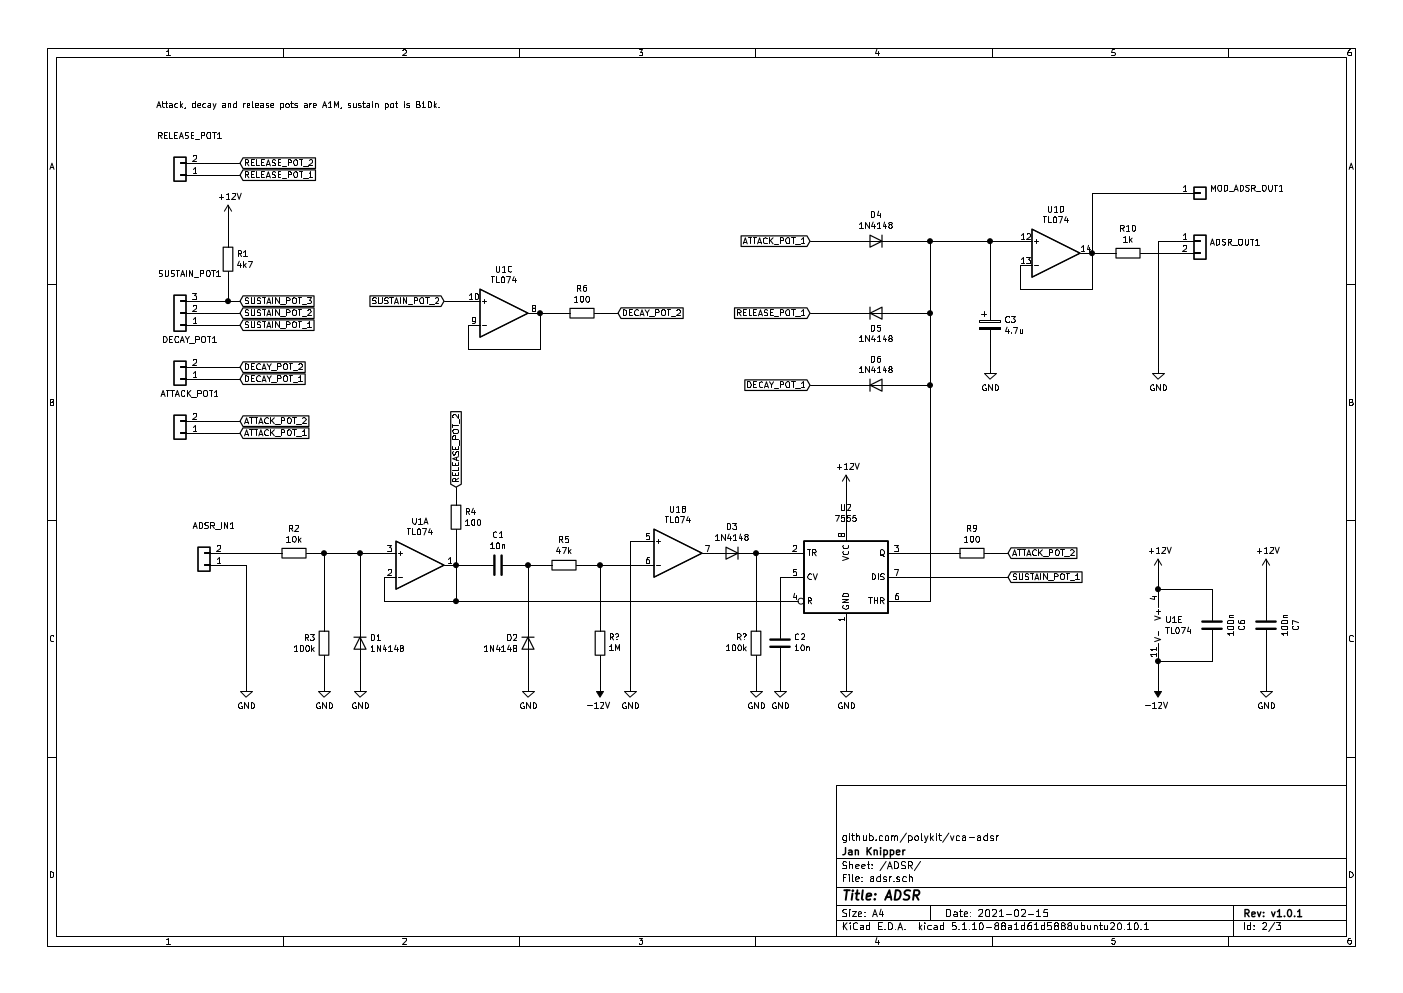 1 2 3 4 5 6
Attack, decay and release pots are A1M, sustain pot is B10k.
RELEASE_POT1
2 RELEASE_POT_2
1 RELEASE_POT_1
+12V
R1
4k7
SUSTAIN_POT1
3 SUSTAIN_POT_3
2 SUSTAIN_POT_2
1 SUSTAIN_POT_1
DECAY_POT1
2 DECAY_POT_2
1 DECAY_POT_1
ATTACK_POT1
2 ATTACK_POT_2
1 ATTACK_POT_1
SUSTAIN_POT_2
U1C
TL074
10 +
9 -
8
R6
100
DECAY_POT_2
ATTACK_POT_1
D4
1N4148
RELEASE_POT_1
D5
1N4148
D6
1N4148
DECAY_POT_1
+
C3
4.7u
GND
U1D
TL074
12 +
13 -
14
R10
1k
1 MOD_ADSR_OUT1
1
2
ADSR_OUT1
GND
ADSR_IN1
2
1
GND
R2
10k
R3
100k
GND
D1
1N4148
GND
U1A
TL074
3 +
2 -
1
RELEASE_POT_2
R4
100
C1
10n
D2
1N4148
GND
R5
47k
R?
1M
-12V
GND
U1B
TL074
5 +
6 -
7
D3
1N4148
R?
100k
GND
C2
10n
GND
+12V
U2
7555
8
VCC
2 TR
5 CV
4 R
Q 3
DIS 7
THR 6
GND
1
GND
R9
100
ATTACK_POT_2
SUSTAIN_POT_1
+12V
4
V+
U1E
TL074
V-
11
-12V
100n
C6
+12V
100n
C7
GND
A B C D
A B C D
github.com/polykit/vca-adsr
Jan Knipper
Sheet: /ADSR/
File: adsr.sch
Title: ADSR
Size: A4 Date: 2021-02-15 Rev: v1.0.1
KiCad E.D.A. kicad 5.1.10-88a1d61d5888ubuntu20.10.1 Id: 2/3
1 2 3 4 5 6